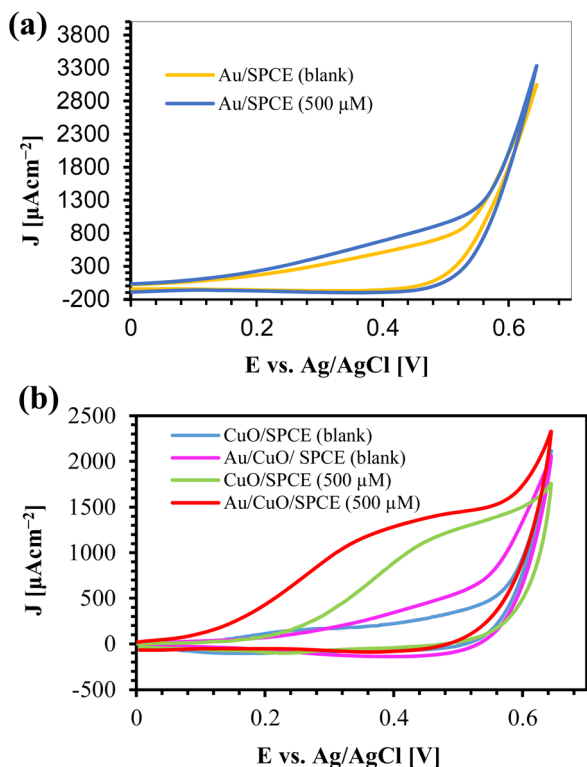 (a)
3800
3300
2800
2300
1800
1300
800
300
-200
J [µAcm⁻²]
Au/SPCE (blank)
Au/SPCE (500 µM)
0
0.2
0.4
0.6
E vs. Ag/AgCl [V]
(b)
2500
2000
1500
1000
500
0
-500
J [µAcm⁻²]
CuO/SPCE (blank)
Au/CuO/ SPCE (blank)
CuO/SPCE (500 µM)
Au/CuO/SPCE (500 µM)
0
0.2
0.4
0.6
E vs. Ag/AgCl [V]